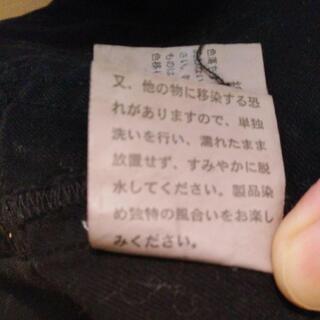 又、他の物に移染する恐
れがありますので、単独
洗いを行い、濡れたまま
放置せず、すみやかに脱
水してください。製品染
め独特の風合いをお楽し
みください。